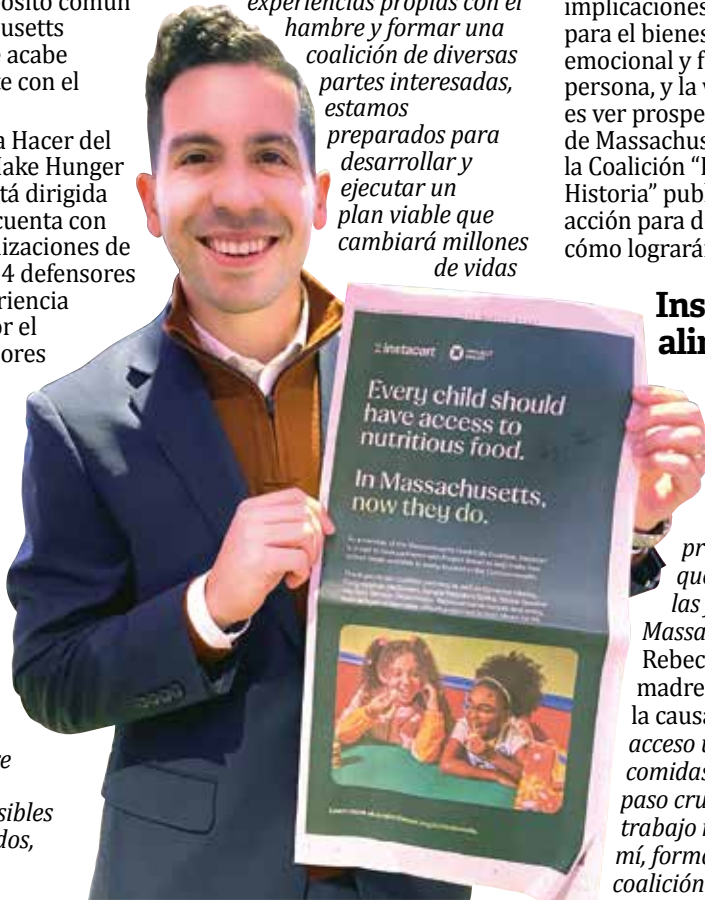 pósito común
usetts
e acabe
te con el
a Hacer del
Make Hunger
tá dirigida
cuenta con
nizaciones de
4 defensores
riencia
or el
ores
re
sibles
dos,
experiencias propias con el
hambre y formar una
coalición de diversas
partes interesadas,
estamos
preparados para
desarrollar y
ejecutar un
plan viable que
cambiará millones
de vidas
implicaciones
para el bienes
emocional y f
persona, y la v
es ver prospe
de Massachus
la Coalición “
Historia” publ
acción para d
cómo lograrán
Ins
alin
pr
que
las
Massa
Rebec
madre
la causa
acceso u
comidas
paso cru
trabajo
mí, form
coalición
instacart
Every child should
have access to
nutritious food.
In Massachusetts,
now they do.